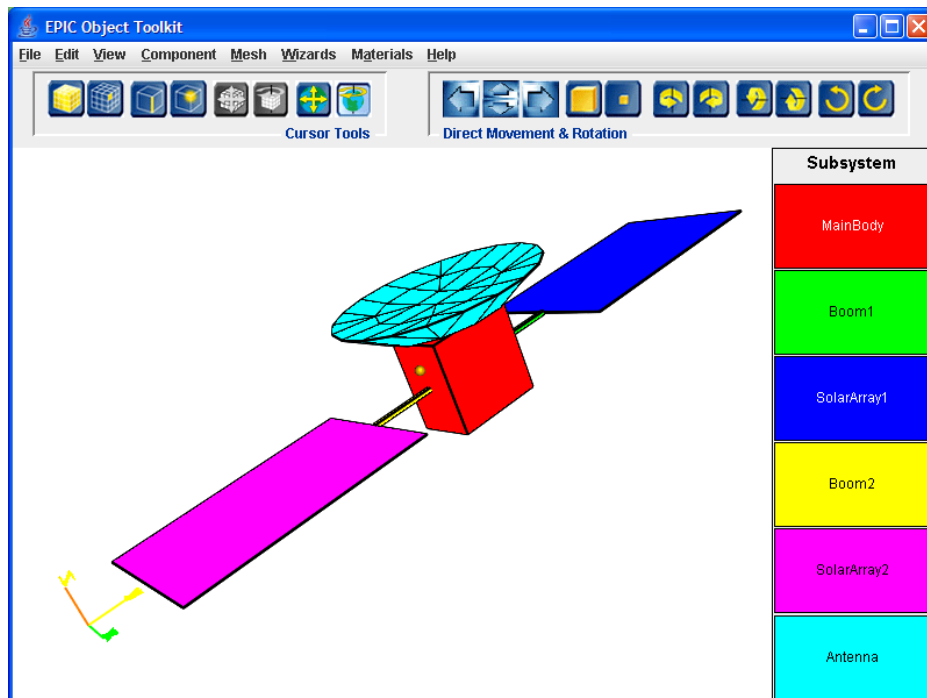 EPIC Object Toolkit
File Edit View Component Mesh Wizards Materials Help
Cursor Tools
Direct Movement & Rotation
Subsystem
MainBody
Boom1
SolarArray1
Boom2
SolarArray2
Antenna